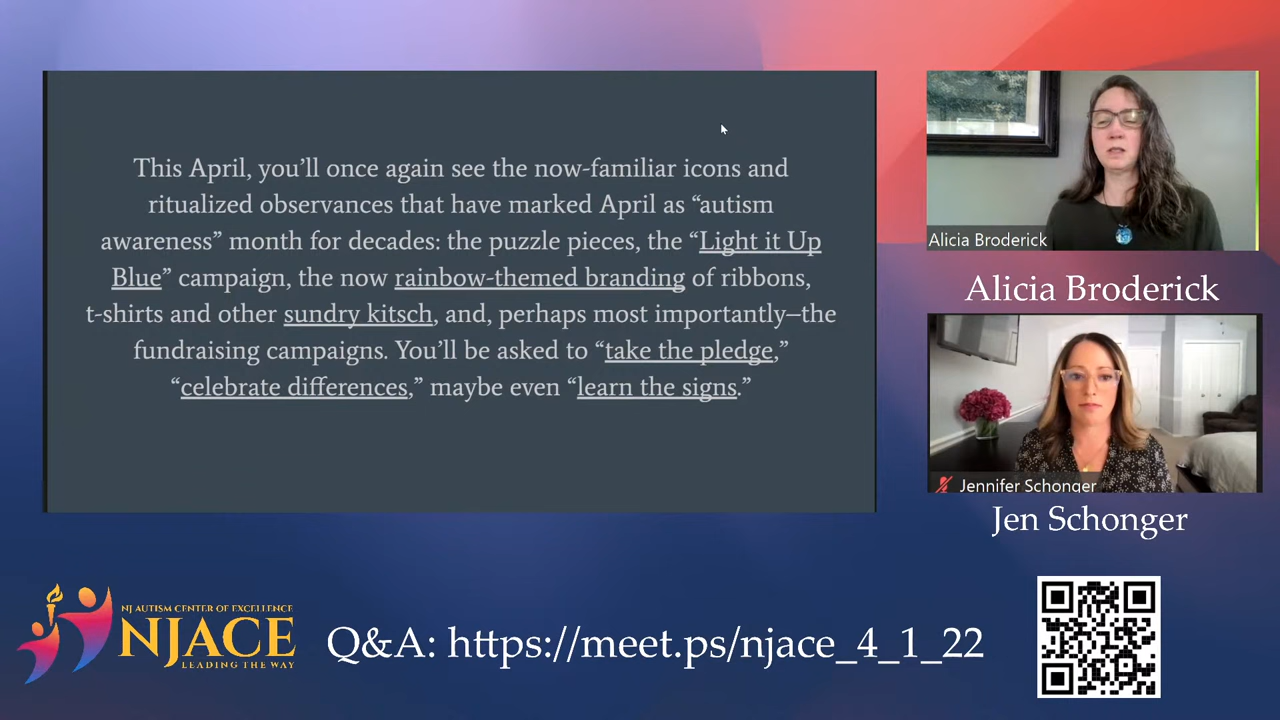 This April, you’ll once again see the now-familiar icons and
ritualized observances that have marked April as “autism
awareness” month for decades: the puzzle pieces, the “Light it Up
Blue” campaign, the now rainbow-themed branding of ribbons,
t-shirts and other sundry kitsch, and, perhaps most importantly—the
fundraising campaigns. You’ll be asked to “take the pledge,”
“celebrate differences,” maybe even “learn the signs.”
Alicia Broderick
Alicia Broderick
Jennifer Schonger
Jen Schonger
NJ AUTISM CENTER OF EXCELLENCE
NJACE
LEADING THE WAY
Q&A: https://meet.ps/njace_4_1_22